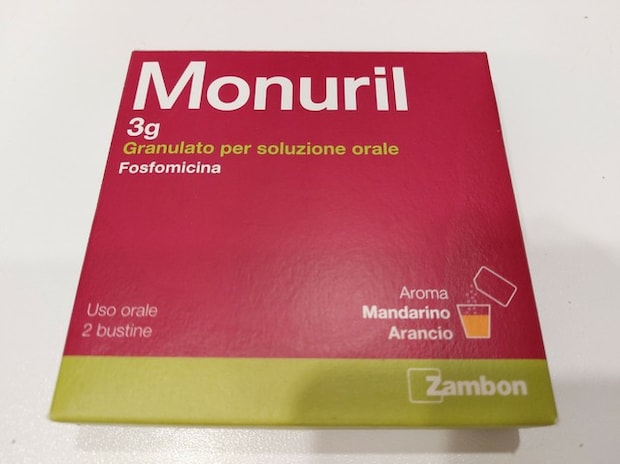 Monuril
3g
Granulato per soluzione orale
Fosfomicina
Uso orale
2 bustine
Aroma
Mandarino
Arancio
Zambon